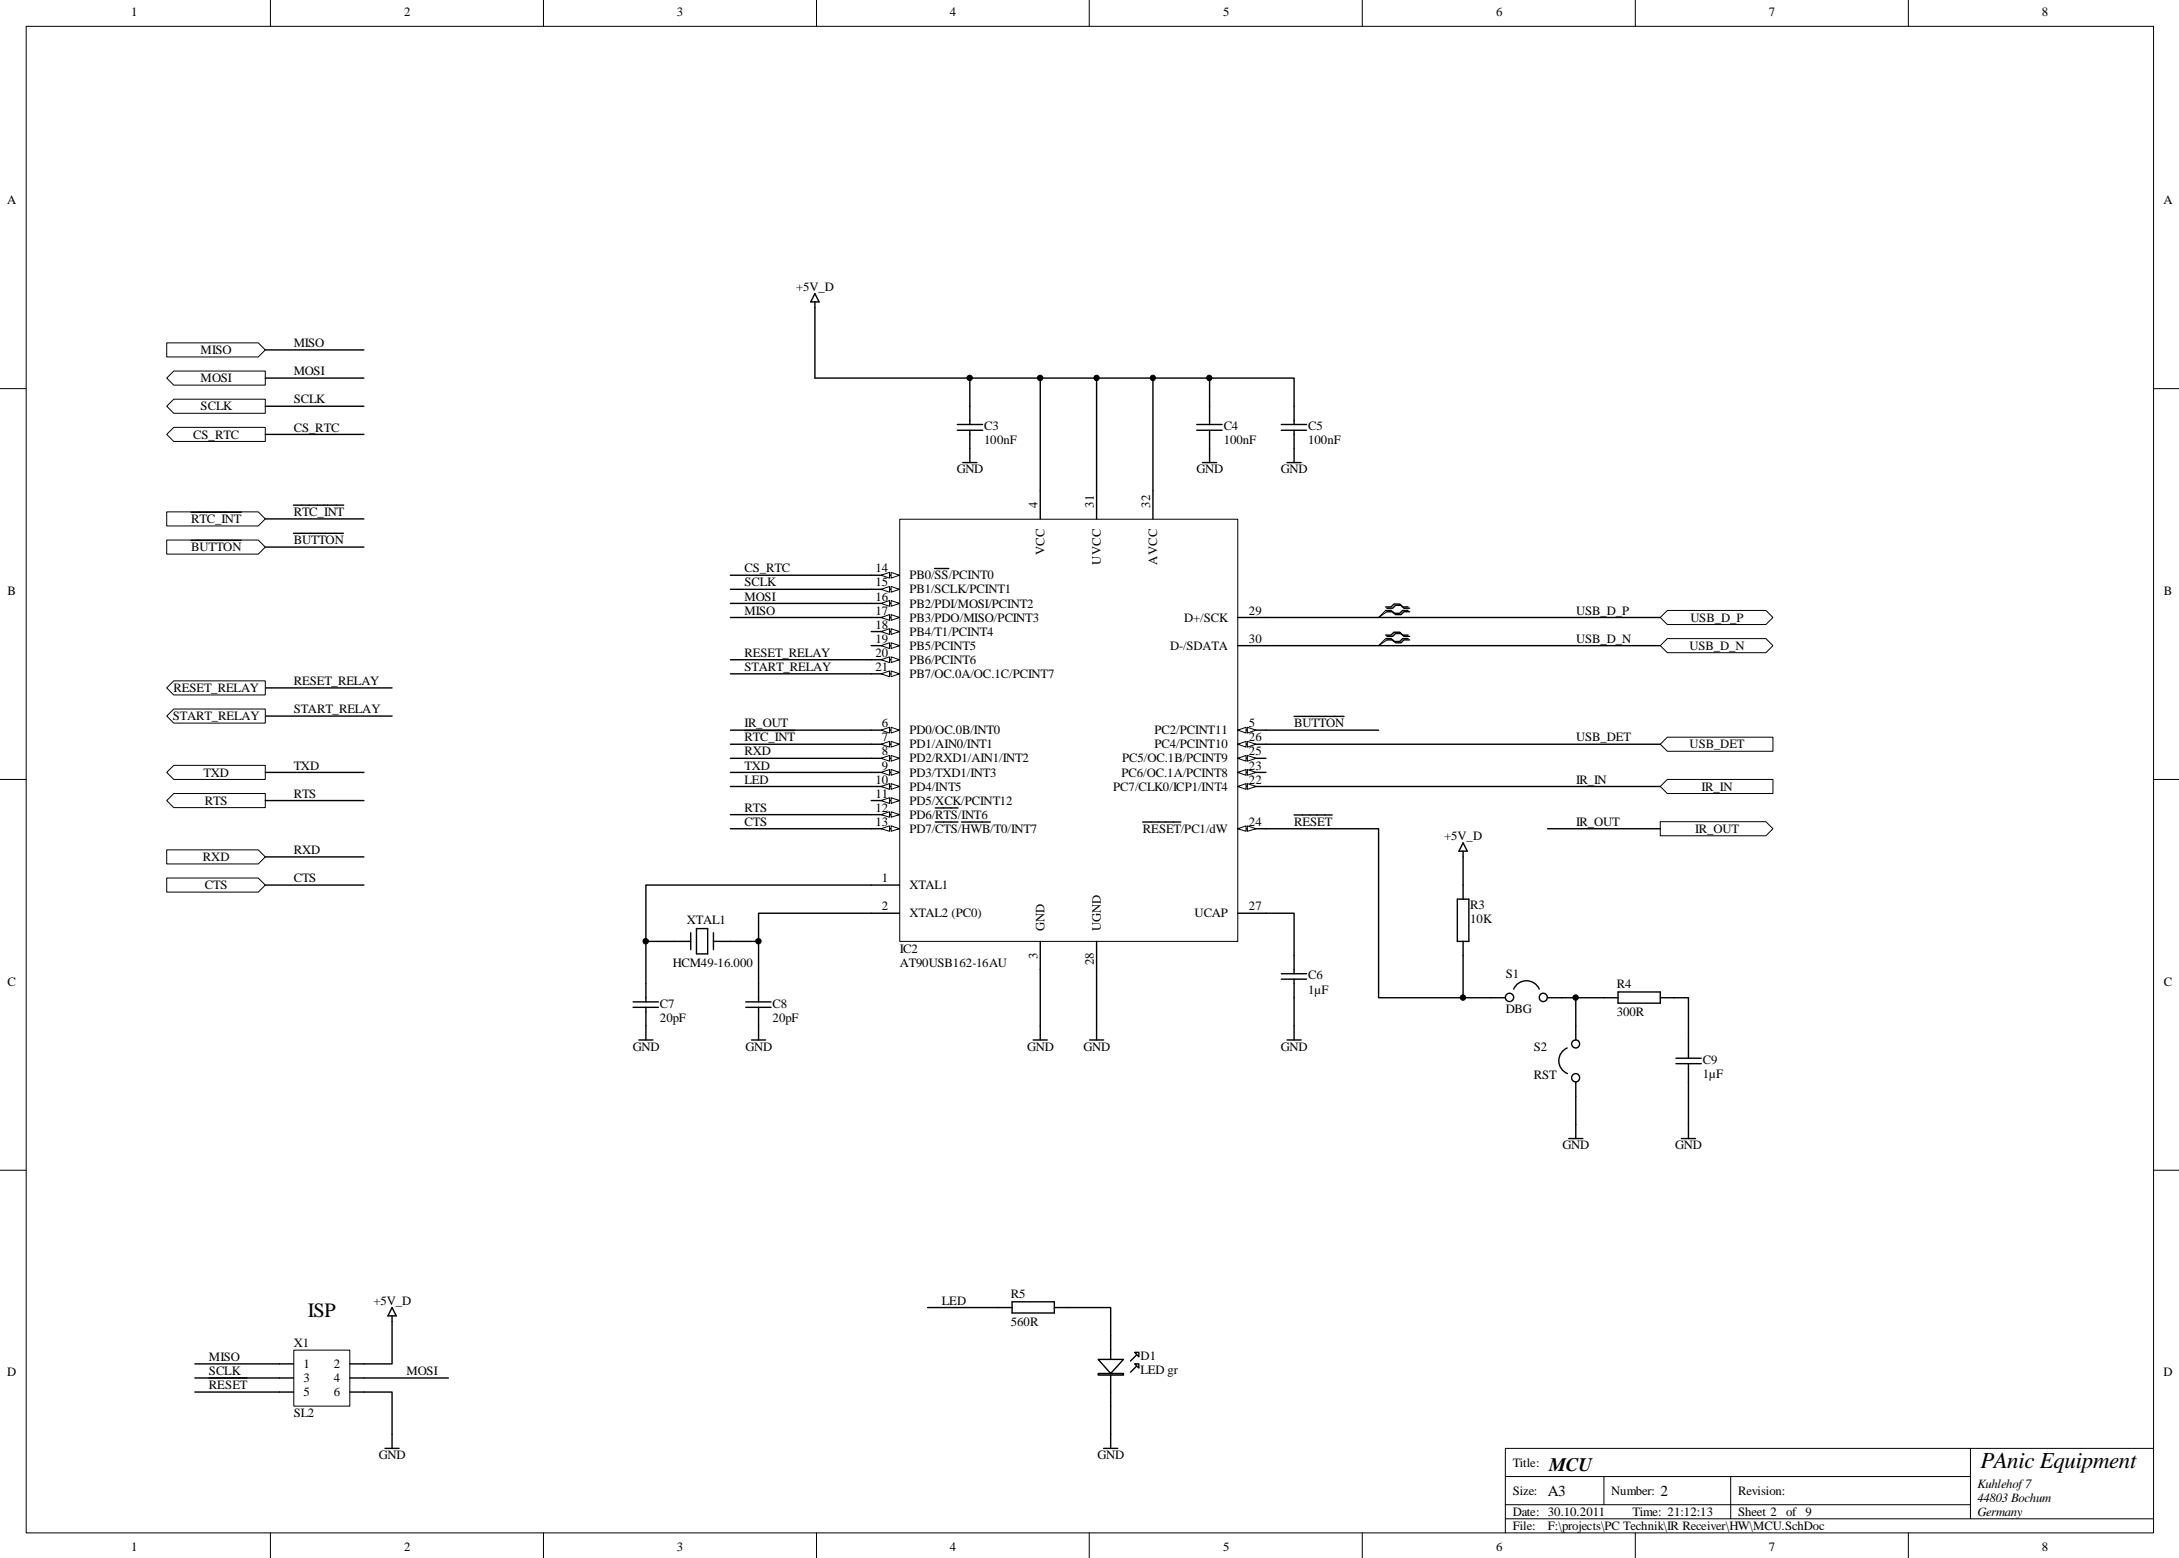 1 2 3 4 5 6 7 8
A A
+5V_D
MISO MISO
MOSI MOSI
SCLK SCLK
CS_RTC CS_RTC
C3
100nF
GND
C4
100nF
GND
C5
100nF
GND
RTC_INT RTC_INT
BUTTON BUTTON
4 31 32
VCC UVCC AVCC
B B
CS_RTC 14 PB0/SS/PCINT0
SCLK 15 PB1/SCLK/PCINT1
MOSI 16 PB2/PDI/MOSI/PCINT2
MISO 17 PB3/PDO/MISO/PCINT3
18 PB4/T1/PCINT4
19 PB5/PCINT5
RESET_RELAY 20 PB6/PCINT6
START_RELAY 21 PB7/OC.0A/OC.1C/PCINT7
D+/SCK 29 USB_D_P USB_D_P
D-/SDATA 30 USB_D_N USB_D_N
RESET_RELAY RESET_RELAY
START_RELAY START_RELAY
IR_OUT 6 PD0/OC.0B/INT0
RTC_INT 7 PD1/AIN0/INT1
RXD 8 PD2/RXD1/AIN1/INT2
TXD 9 PD3/TXD1/INT3
LED 10 PD4/INT5
11 PD5/XCK/PCINT12
RTS 12 PD6/RTS/INT6
CTS 13 PD7/CTS/HWB/T0/INT7
PC2/PCINT11 5 BUTTON
PC4/PCINT10 26 USB_DET USB_DET
PC5/OC.1B/PCINT9 25
PC6/OC.1A/PCINT8 23
PC7/CLK0/ICP1/INT4 22 IR_IN IR_IN
RESET/PC1/dW 24 RESET
IR_OUT IR_OUT
TXD TXD
RTS RTS
RXD RXD
CTS CTS
1 XTAL1
2 XTAL2 (PC0)
GND UGND
UCAP 27
3 28
IC2
AT90USB162-16AU
XTAL1
HCM49-16.000
C7
20pF
GND
C8
20pF
GND
GND GND
C6
1µF
GND
+5V_D
R3
10K
S1
DBG
R4
300R
S2
RST
C9
1µF
GND GND
C C
ISP
+5V_D
X1
MISO 1 2
SCLK 3 4 MOSI
RESET 5 6
SL2
GND
LED
R5
560R
D1
LED gr
GND
D D
Title: MCU
PAnic Equipment
Size: A3 Number: 2 Revision:
Kuhlehof 7
44803 Bochum
Germany
Date: 30.10.2011 Time: 21:12:13 Sheet 2 of 9
File: F:\projects\PC Technik\IR Receiver\HW\MCU.SchDoc
1 2 3 4 5 6 7 8